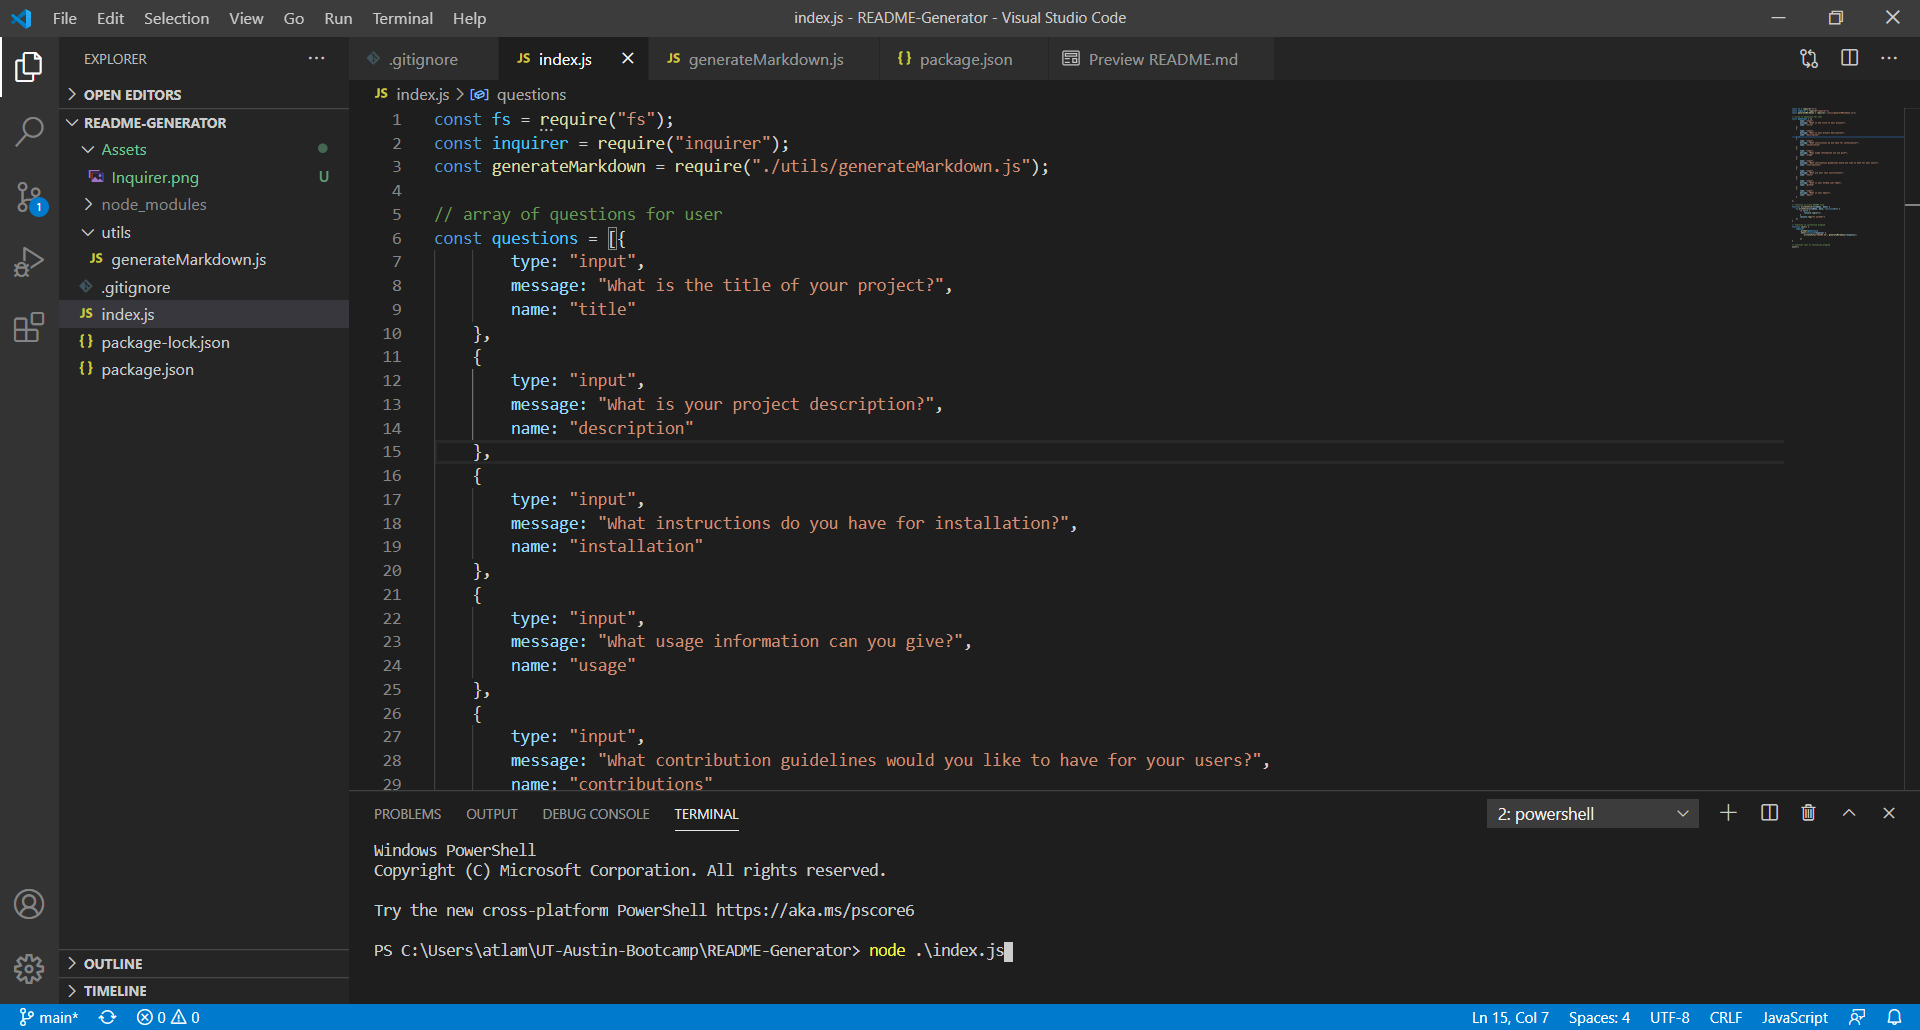 File Edit Selection View Go Run Terminal Help
index.js - README-Generator - Visual Studio Code
EXPLORER
OPEN EDITORS
README-GENERATOR
Assets
Inquirer.png U
node_modules
utils
JS generateMarkdown.js
.gitignore
JS index.js
{} package-lock.json
{} package.json
OUTLINE
TIMELINE
1
.gitignore
JS index.js
JS generateMarkdown.js
{} package.json
Preview README.md
JS index.js > questions
1 const fs = require("fs");
2 const inquirer = require("inquirer");
3 const generateMarkdown = require("./utils/generateMarkdown.js");
4
5 // array of questions for user
6 const questions = [{
7 type: "input",
8 message: "What is the title of your project?",
9 name: "title"
10 },
11 {
12 type: "input",
13 message: "What is your project description?",
14 name: "description"
15 },
16 {
17 type: "input",
18 message: "What instructions do you have for installation?",
19 name: "installation"
20 },
21 {
22 type: "input",
23 message: "What usage information can you give?",
24 name: "usage"
25 },
26 {
27 type: "input",
28 message: "What contribution guidelines would you like to have for your users?",
29 name: "contributions"
PROBLEMS OUTPUT DEBUG CONSOLE TERMINAL
2: powershell
Windows PowerShell
Copyright (C) Microsoft Corporation. All rights reserved.
Try the new cross-platform PowerShell https://aka.ms/pscore6
PS C:\Users\atlam\UT-Austin-Bootcamp\README-Generator> node .\index.js
main* 0 0
Ln 15, Col 7 Spaces: 4 UTF-8 CRLF JavaScript